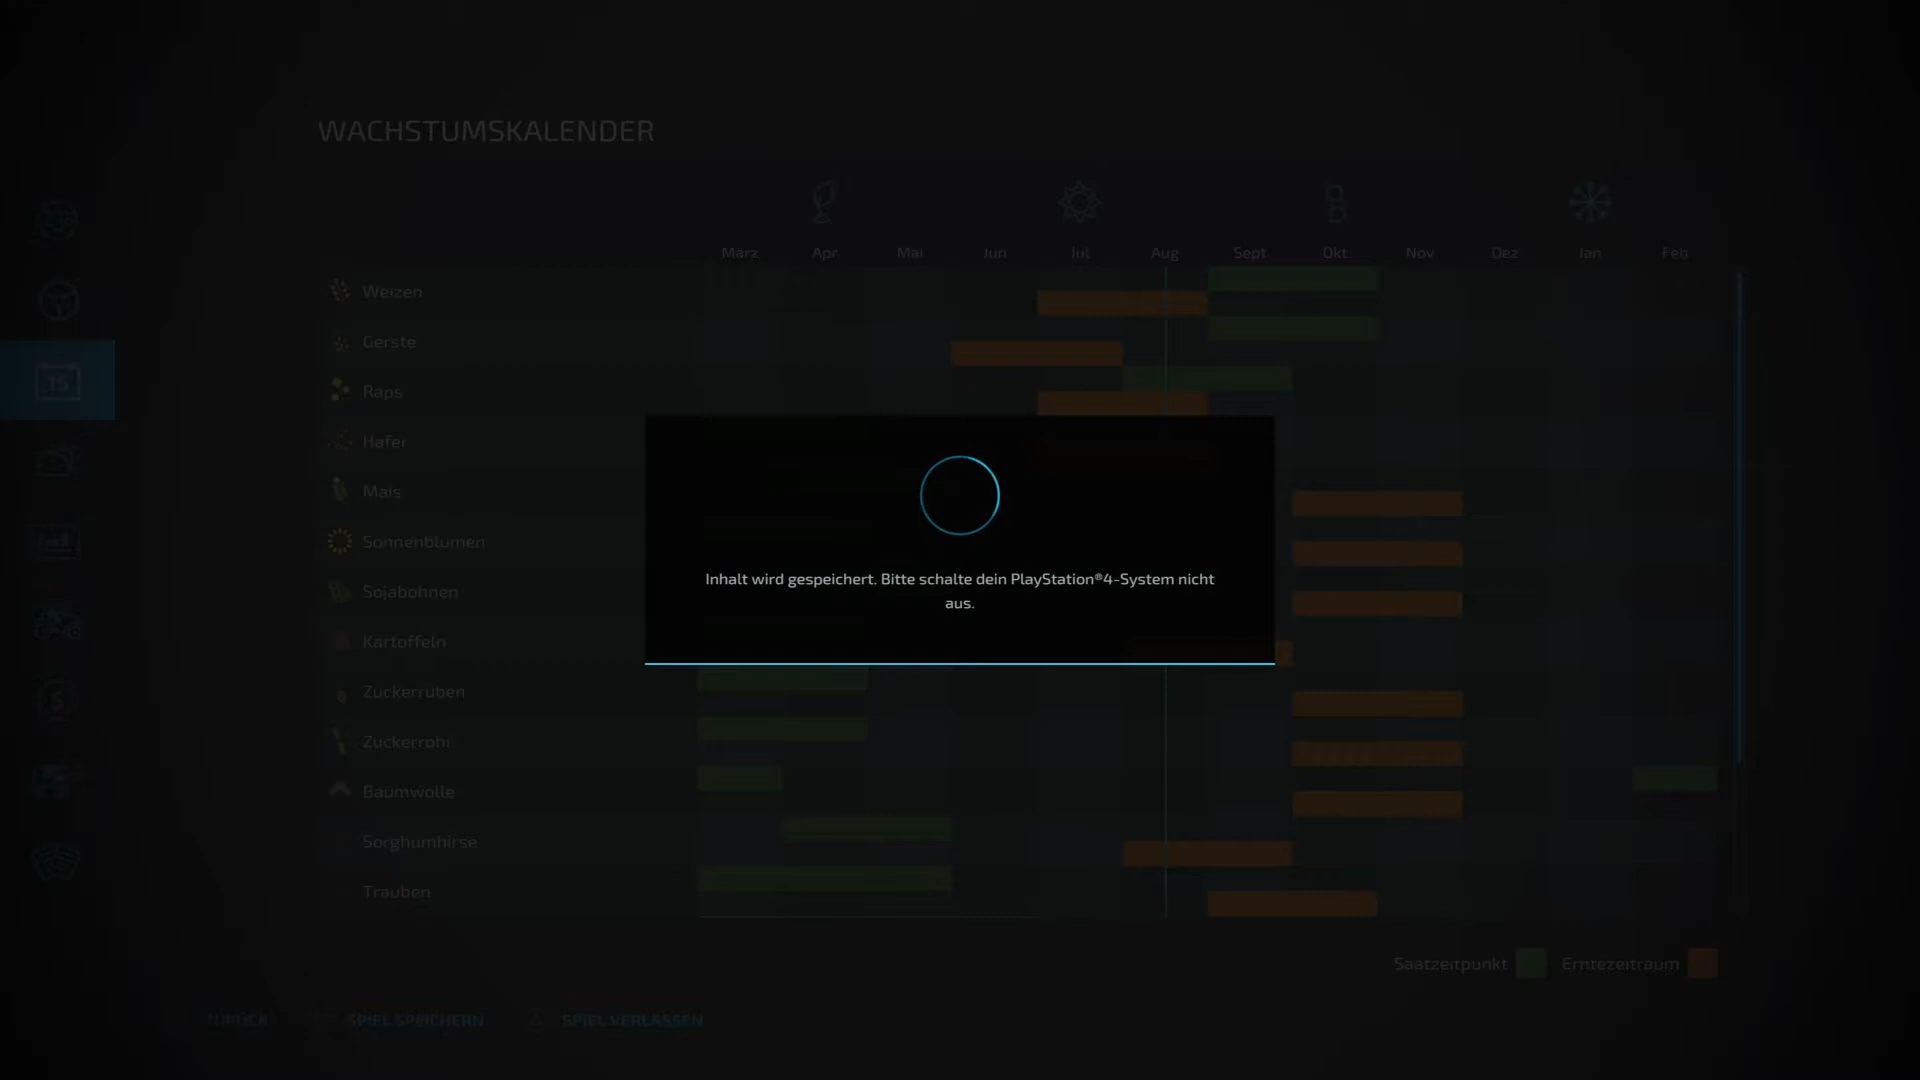 WACHSTUMSKALENDER
März Apr Mai Jun Jul Aug Sept Okt Nov Dez Jan Feb
Weizen
Gerste
15
Raps
Hafer
Mais
Sonnenblumen
Sojabohnen
Kartoffeln
Zuckerrüben
Zuckerrohr
Baumwolle
Sorghumhirse
Trauben
Inhalt wird gespeichert. Bitte schalte dein PlayStation®4-System nicht
aus.
Saatzeitpunkt Erntezeitraum
ZURÜCK SPIEL SPEICHERN SPIEL VERLASSEN